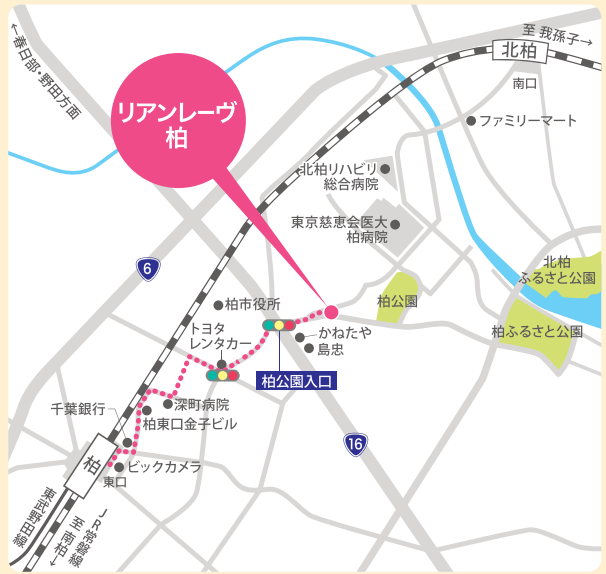 至 我孫子→
北柏
南口
←春日部・野田方面
リアンレーヴ
柏
ファミリーマート
北柏リハビリ
総合病院
東京慈恵会医大
柏病院
北柏
ふるさと公園
6
柏公園
柏市役所
柏ふるさと公園
トヨタ
レンタカー
かねたや
島忠
柏公園入口
深町病院
千葉銀行
柏東口金子ビル
16
柏
ビックカメラ
東口
東武野田線
JR常磐線
至 南柏→